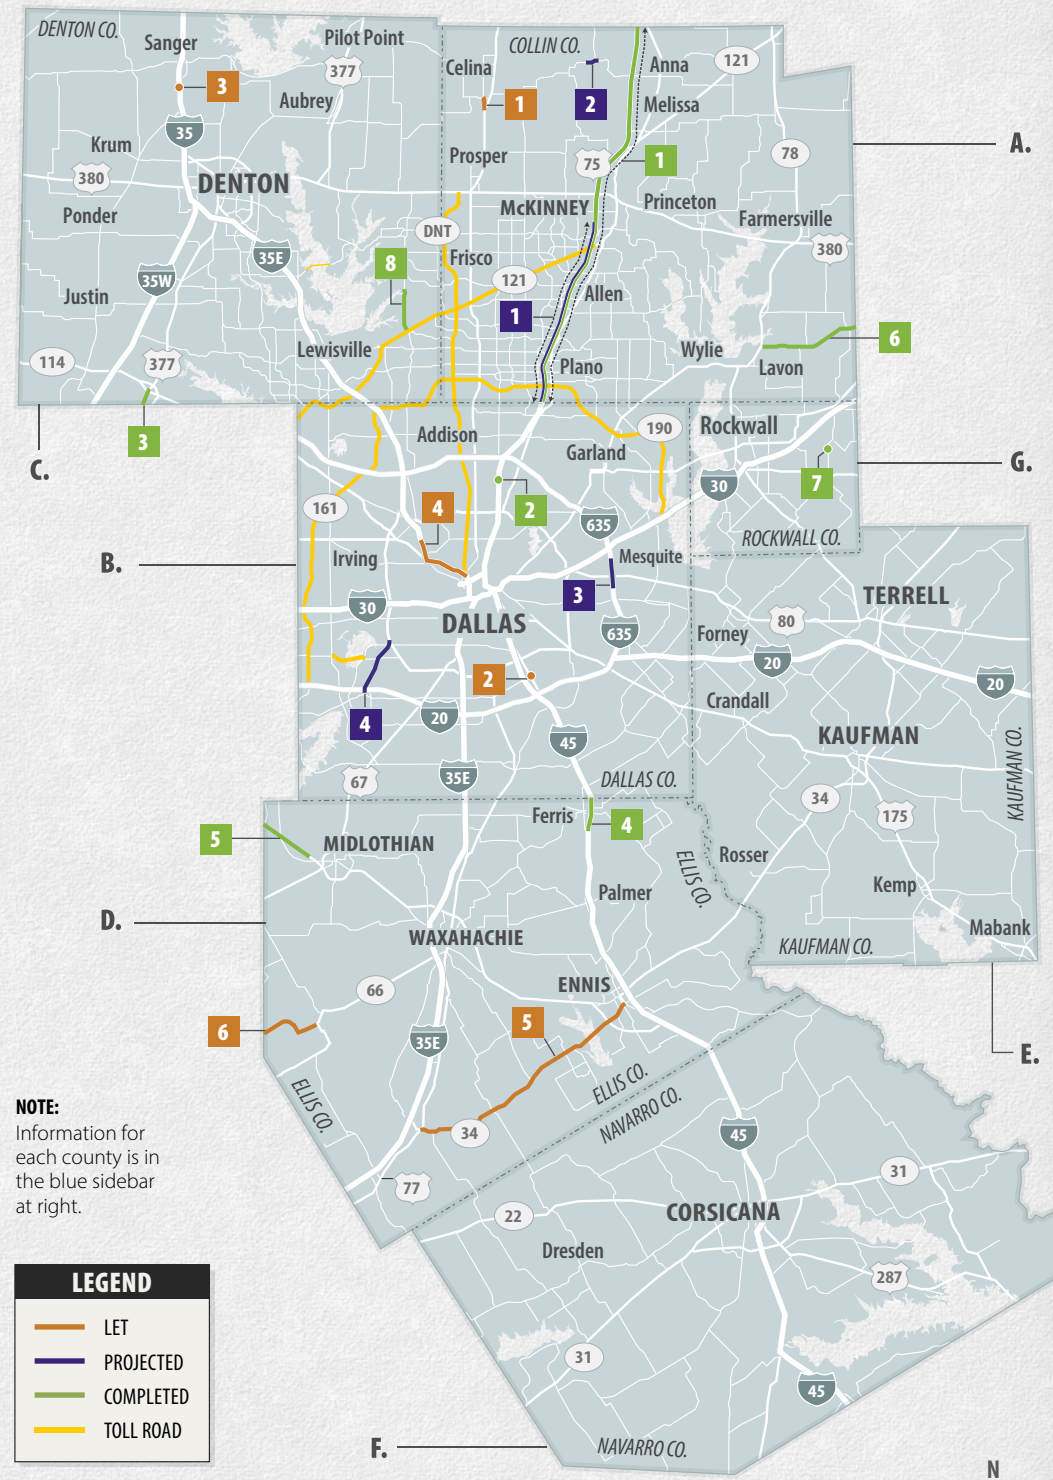 DENTON CO.
Sanger
Pilot Point
COLLIN CO.
Celina
Anna
121
377
3
Aubrey
1
2
Melissa
35
Krum
Prosper
75
1
78
A.
380
DENTON
Ponder
McKINNEY
Princeton
Farmersville
DNT
380
35E
8
Frisco
35W
121
Justin
Allen
1
Lewisville
Wylie
6
114
377
Plano
Lavon
3
C.
Addison
190
Rockwall
Garland
G.
30
7
161
4
2
635
ROCKWALL CO.
B.
Irving
Mesquite
3
TERRELL
30
DALLAS
80
635
Forney
20
2
20
Crandall
4
20
45
KAUFMAN
KAUFMAN CO.
67
35E
DALLAS CO.
34
175
Ferris
4
5
MIDLOTHIAN
ELLIS CO.
Rosser
Kemp
Palmer
D.
WAXAHACHIE
Mabank
KAUFMAN CO.
66
ENNIS
6
5
35E
E.
ELLIS CO.
ELLIS CO.
NAVARRO CO.
34
45
NOTE:
Information for
each county is in
the blue sidebar
at right.
77
31
22
CORSICANA
Dresden
287
LEGEND
LET
PROJECTED
COMPLETED
TOLL ROAD
31
45
F.
NAVARRO CO.
N